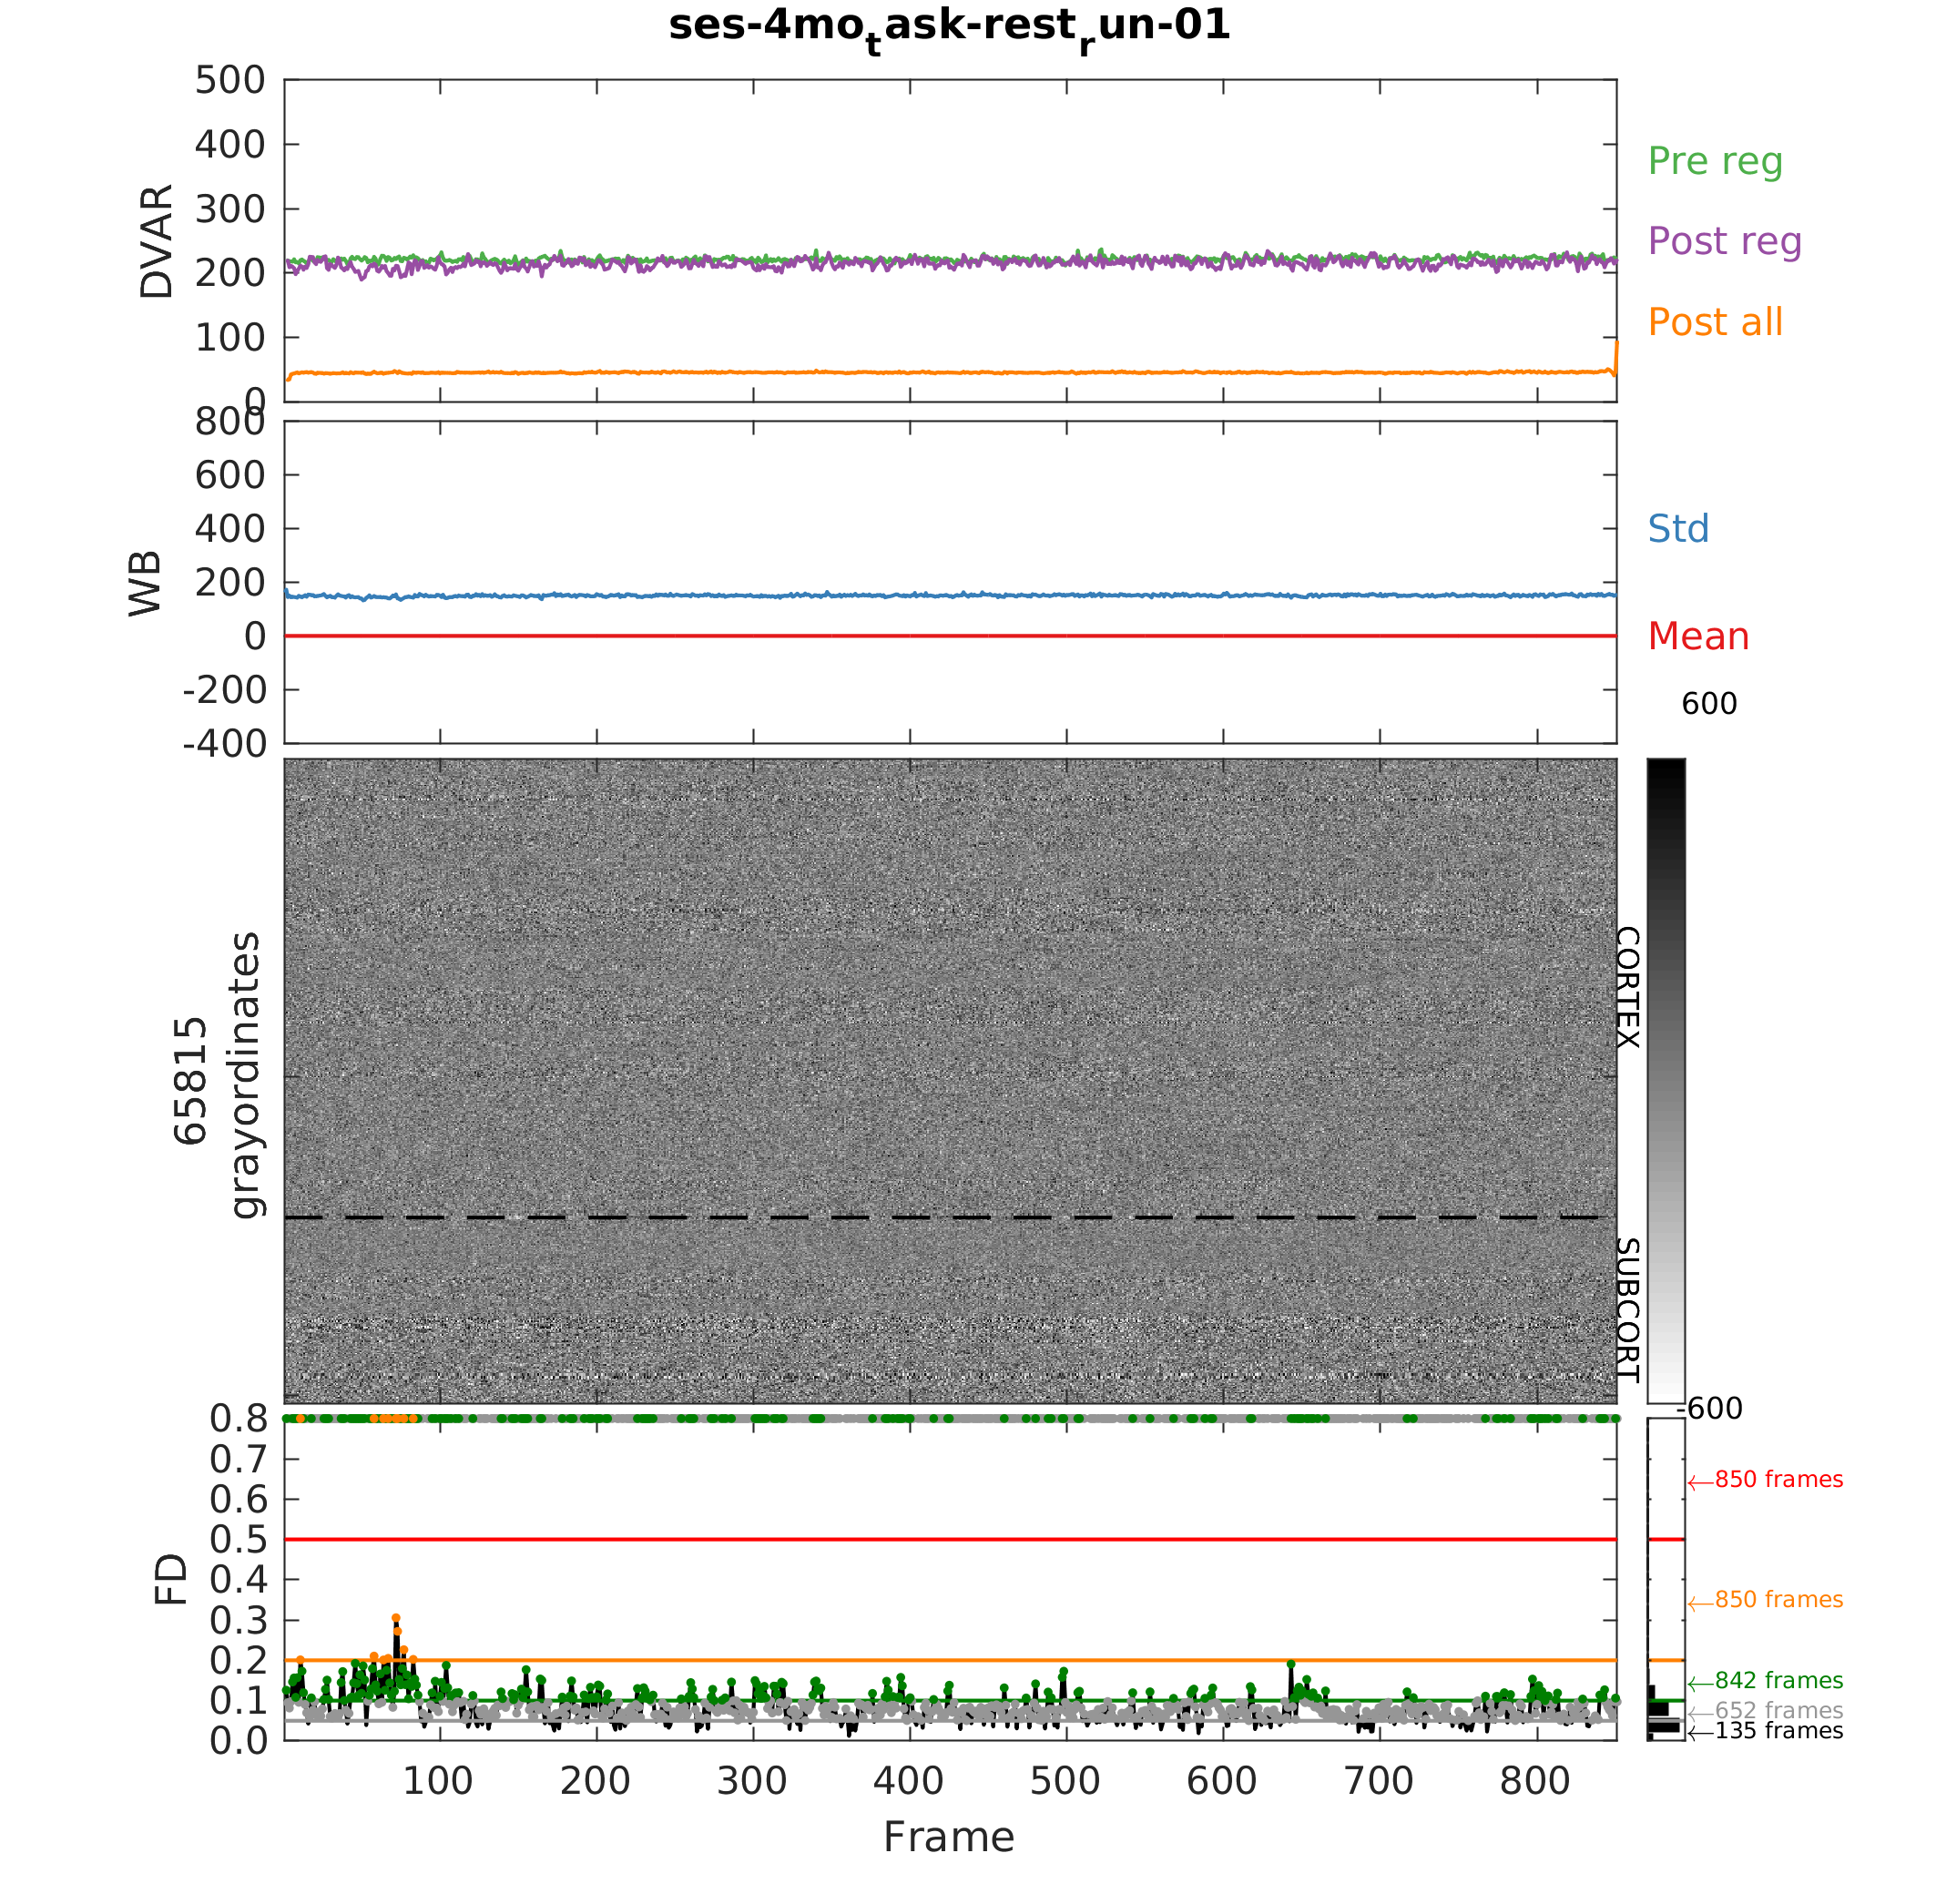 ses-4mo_task-rest_run-01
500
400
300
200
100
0
DVAR
Pre reg
Post reg
Post all
800
600
400
200
0
-200
-400
WB
Std
Mean
600
65815
grayordinates
CORTEX
SUBCORT
-600
0.8
0.7
0.6
0.5
0.4
0.3
0.2
0.1
0.0
FD
←850 frames
←850 frames
←842 frames
←652 frames
←135 frames
100 200 300 400 500 600 700 800
Frame